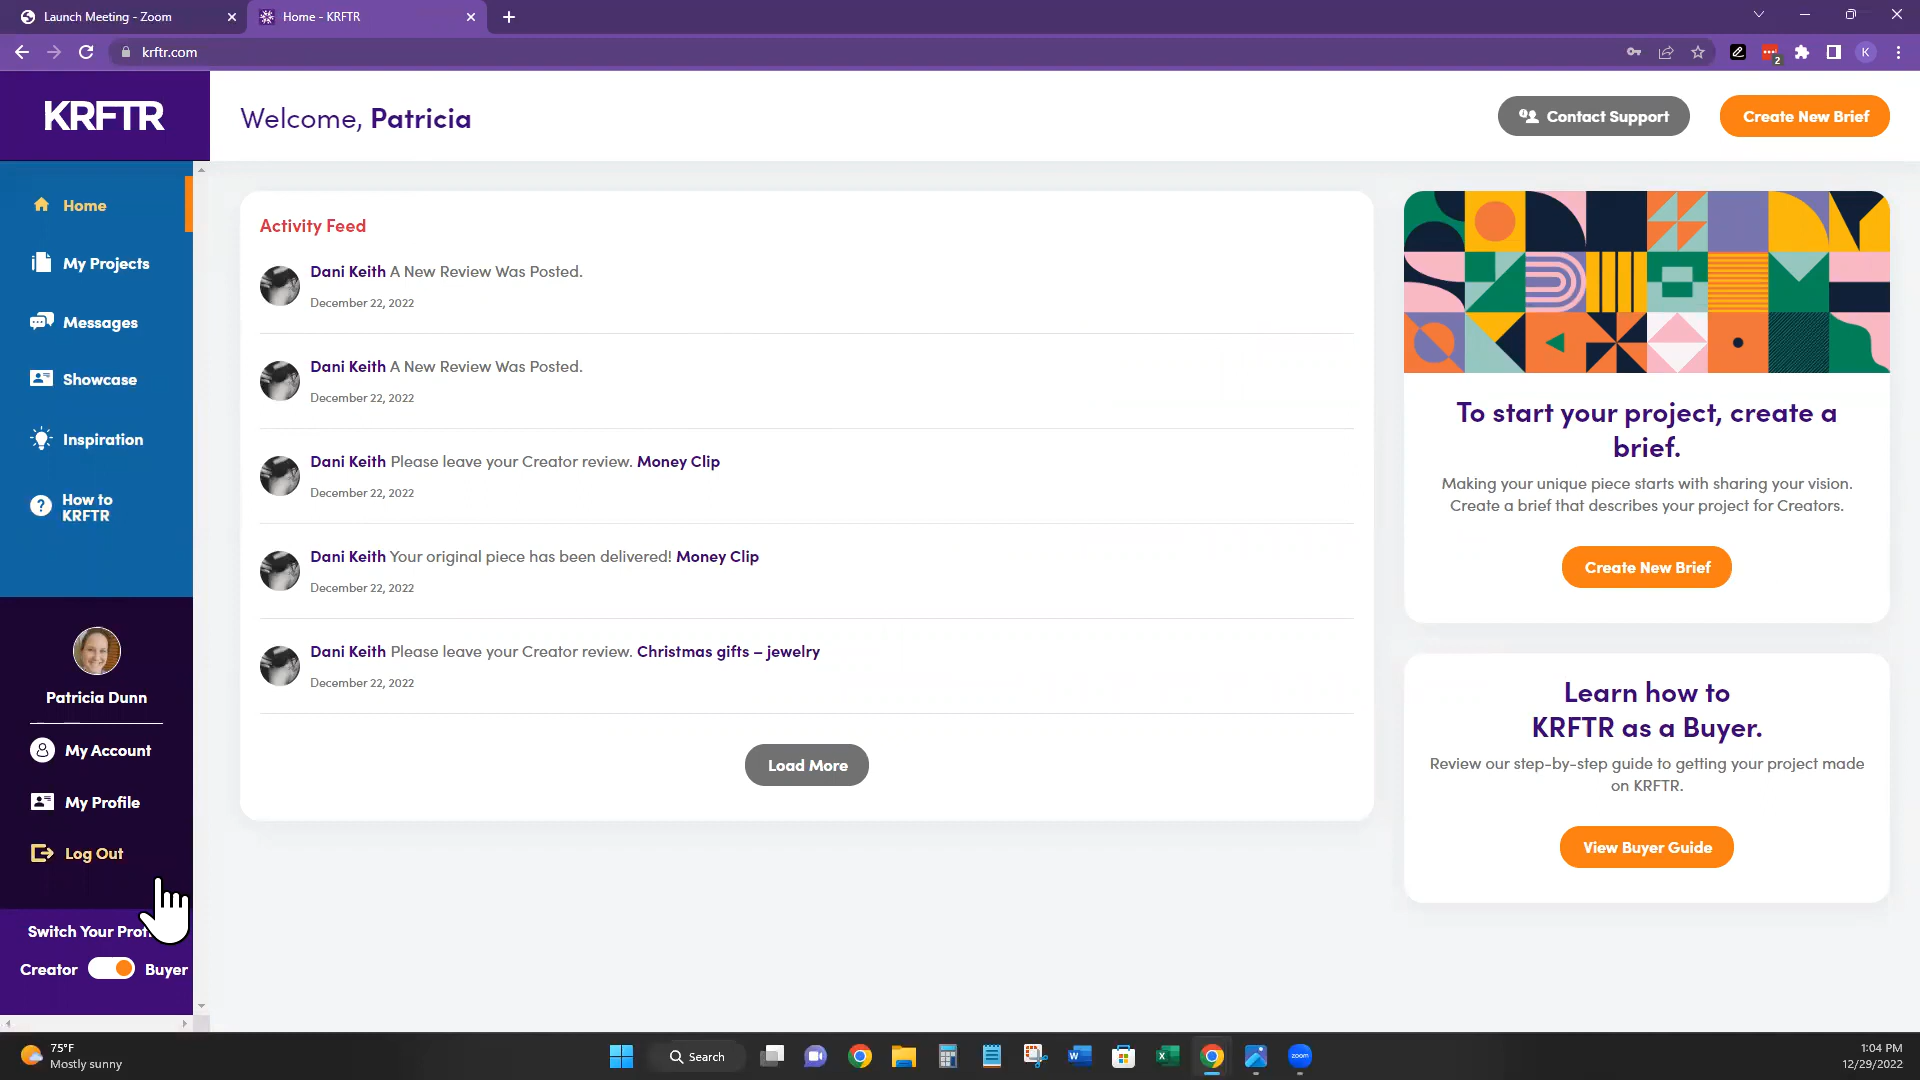 Launch Meeting - Zoom
Home - KRFTR
krftr.com
K
2
KRFTR
Welcome, Patricia
Contact Support
Create New Brief
Home
My Projects
Messages
Showcase
Inspiration
How to
KRFTR
Patricia Dunn
My Account
My Profile
Log Out
Switch Your
Creator
Buyer
Activity Feed
Dani Keith A New Review Was Posted.
December 22, 2022
Dani Keith A New Review Was Posted.
December 22, 2022
Dani Keith Please leave your Creator review. Money Clip
December 22, 2022
Dani Keith Your original piece has been delivered! Money Clip
December 22, 2022
Dani Keith Please leave your Creator review. Christmas gifts – jewelry
December 22, 2022
Load More
To start your project, create a
brief.
Making your unique piece starts with sharing your vision.
Create a brief that describes your project for Creators.
Create New Brief
Learn how to
KRFTR as a Buyer.
Review our step-by-step guide to getting your project made
on KRFTR.
View Buyer Guide
75°F
Mostly sunny
Search
zoom
1:04 PM
12/29/2022